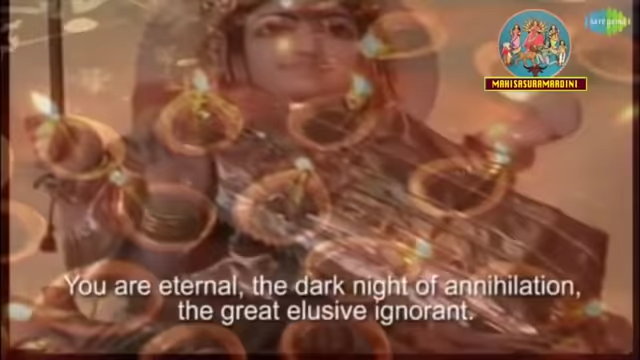 MAHISASURAMARDINI
You are eternal, the dark night of annihilation,
the great elusive ignorant.